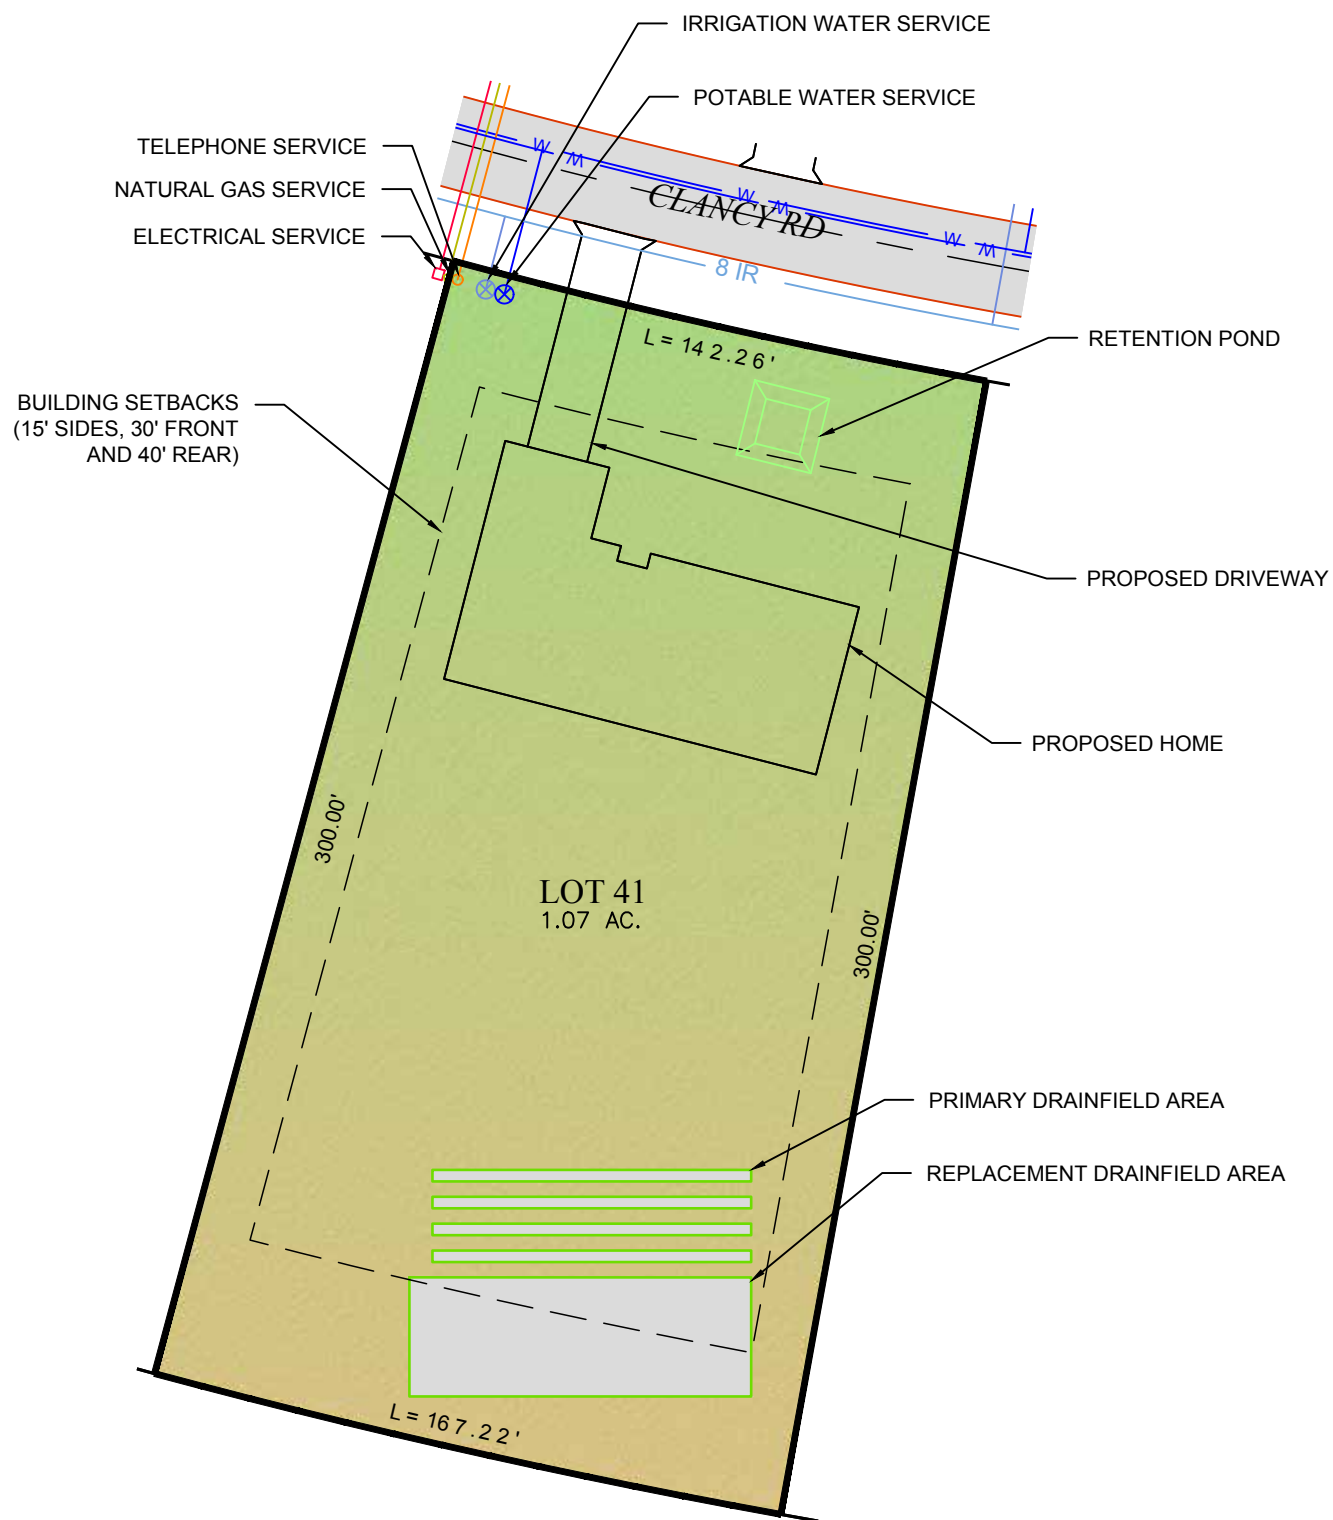 IRRIGATION WATER SERVICE
POTABLE WATER SERVICE
TELEPHONE SERVICE
NATURAL GAS SERVICE
ELECTRICAL SERVICE
W W W W W W
CLANCY RD
8 IR
L = 142.26'
RETENTION POND
BUILDING SETBACKS
(15' SIDES, 30' FRONT
AND 40' REAR)
PROPOSED DRIVEWAY
PROPOSED HOME
300.00'
LOT 41
1.07 AC.
300.00'
PRIMARY DRAINFIELD AREA
REPLACEMENT DRAINFIELD AREA
L = 167.22'